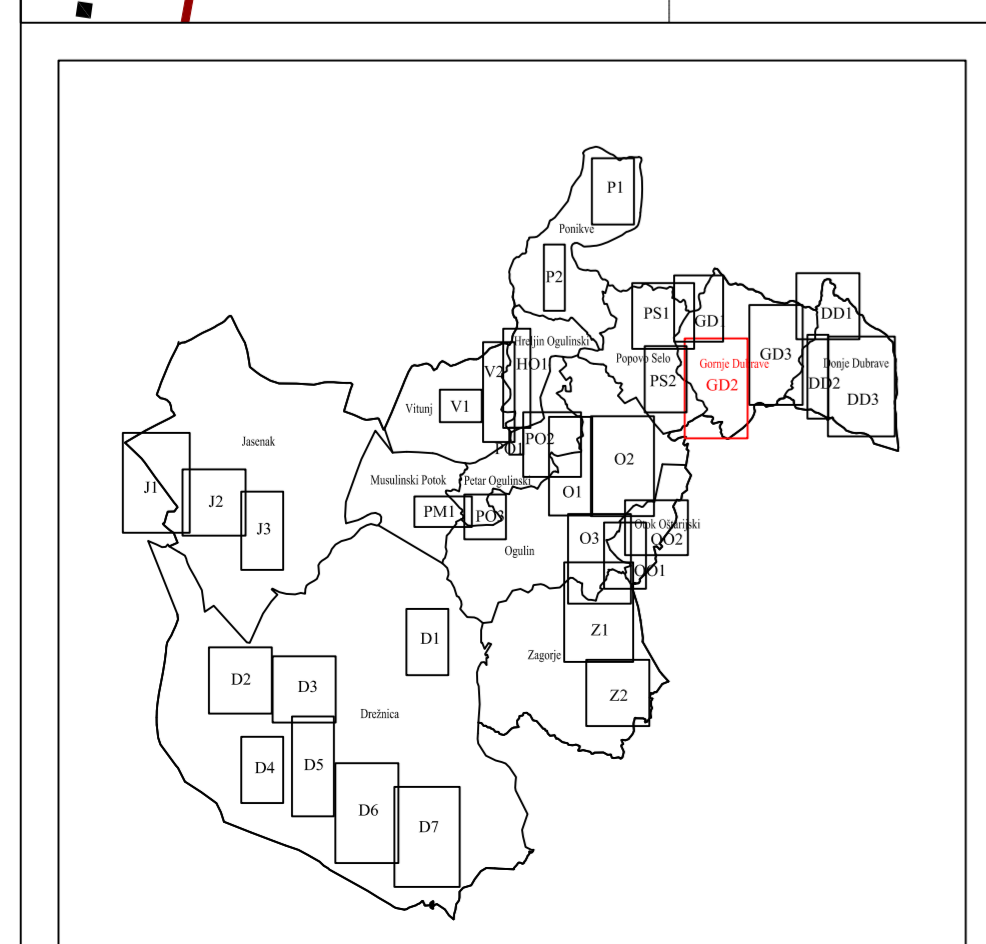 P1
Ponikve
P2
PS1
GD1
DD1
Hreljin Ogulinski
HO1
V2
Popovo Selo
PS2
Gornje Dubrave
GD2
GD3
Donje Dubrave
DD2
DD3
Vitunj
V1
Jasenak
PO1
PO2
O2
J1
J2
J3
Musulinski Potok
Petar Ogulinski
O1
PM1
PO3
Ogulin
O3
Otok Oštarijski
OO2
OO1
D1
Z1
Zagorje
D2
D3
Z2
Drežnica
D4
D5
D6
D7